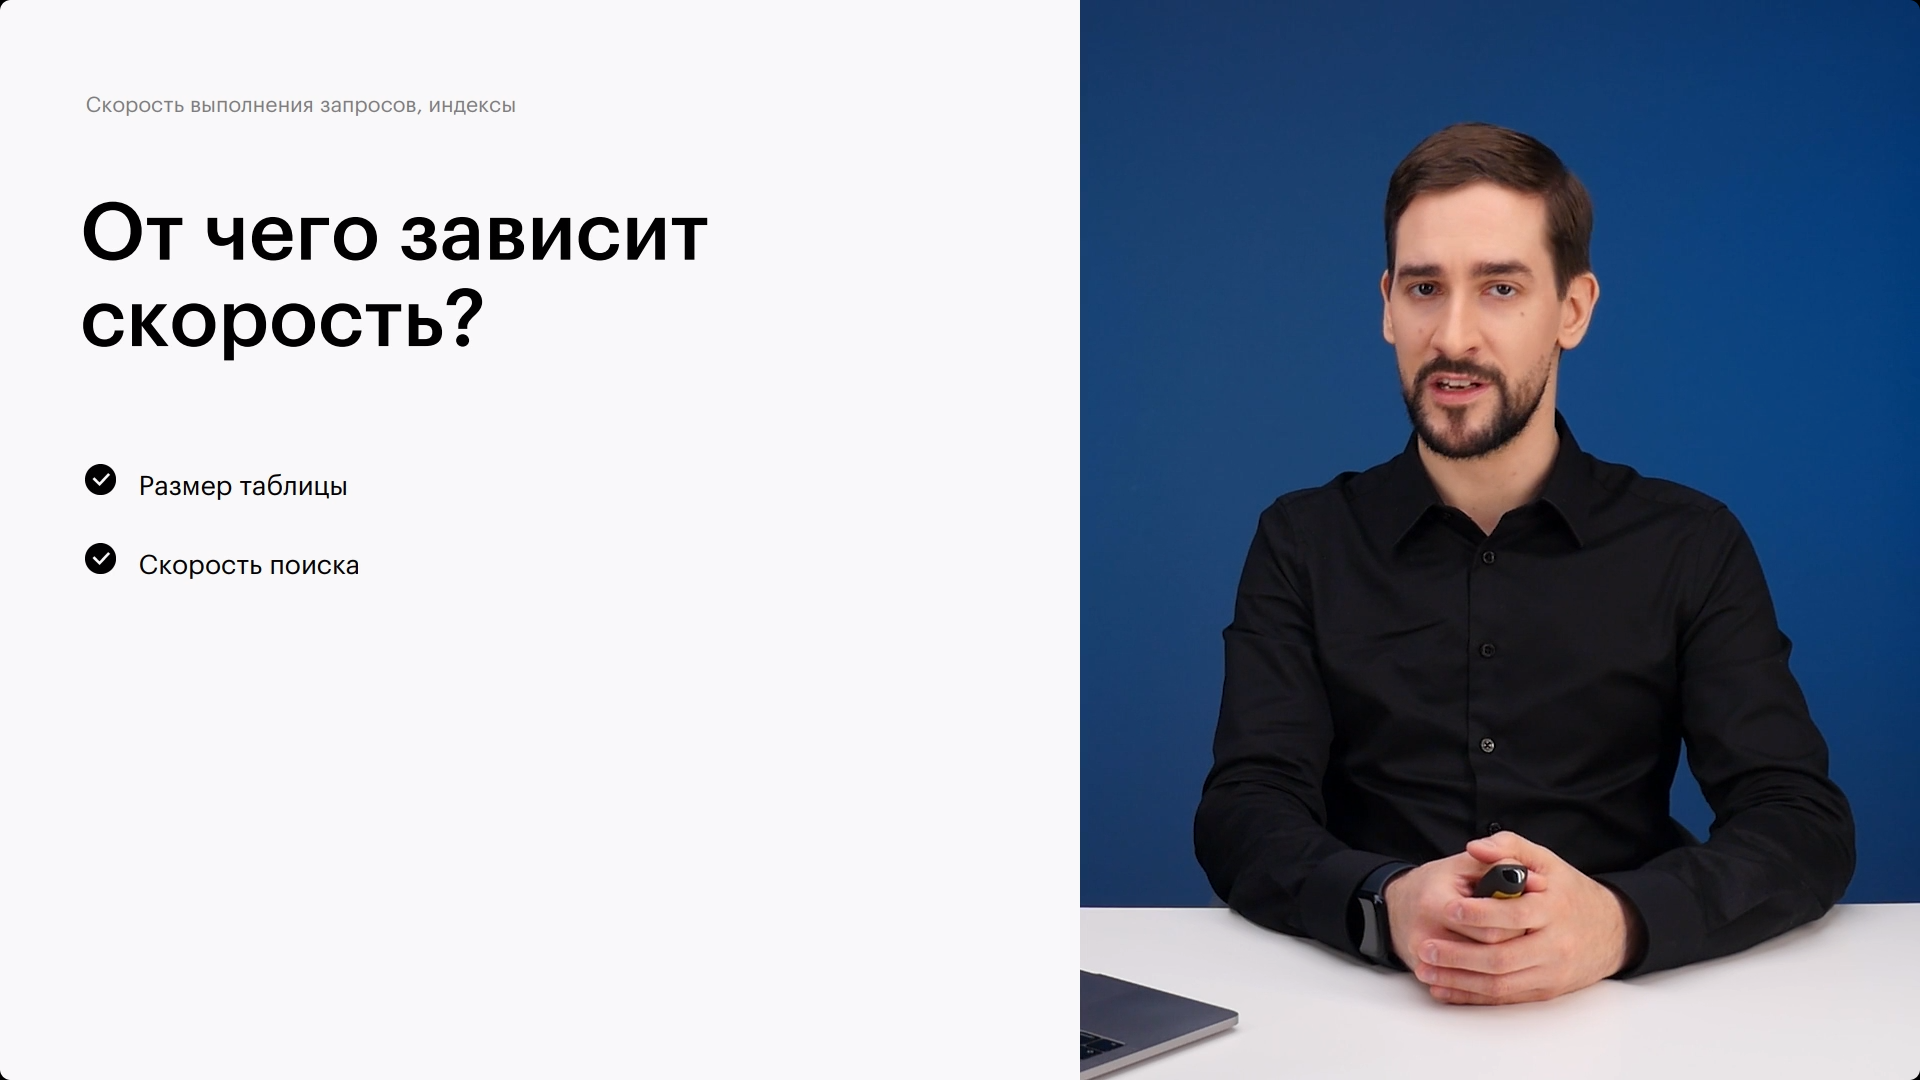 Скорость выполнения запросов, индексы
От чего зависит
скорость?
Размер таблицы
Скорость поиска